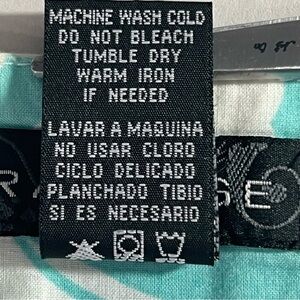 MACHINE WASH COLD
DO NOT BLEACH
TUMBLE DRY
WARM IRON
IF NEEDED
LAVAR A MAQUINA
NO USAR CLORO
CICLO DELICADO
PLANCHADO TIBIO
SI ES NECESARIO